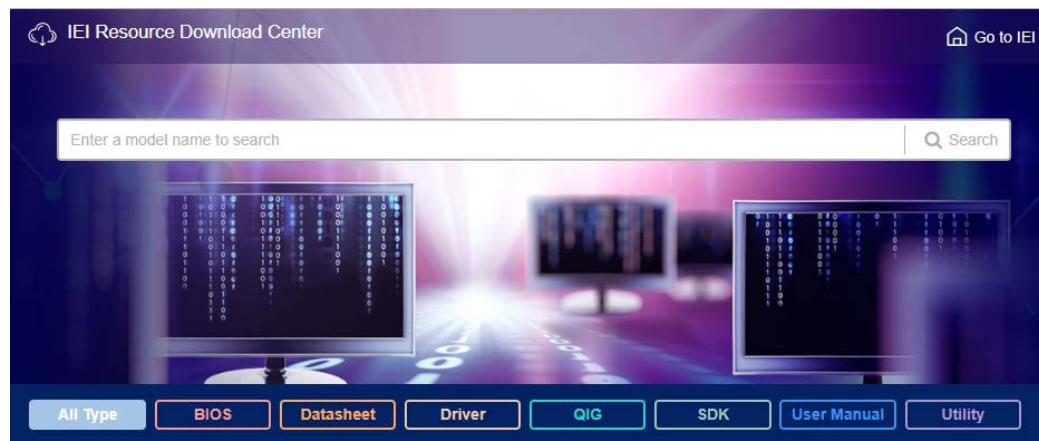 IEI Resource Download Center
Go to IEI
Enter a model name to search
Search
All Type
BIOS
Datasheet
Driver
QIG
SDK
User Manual
Utility